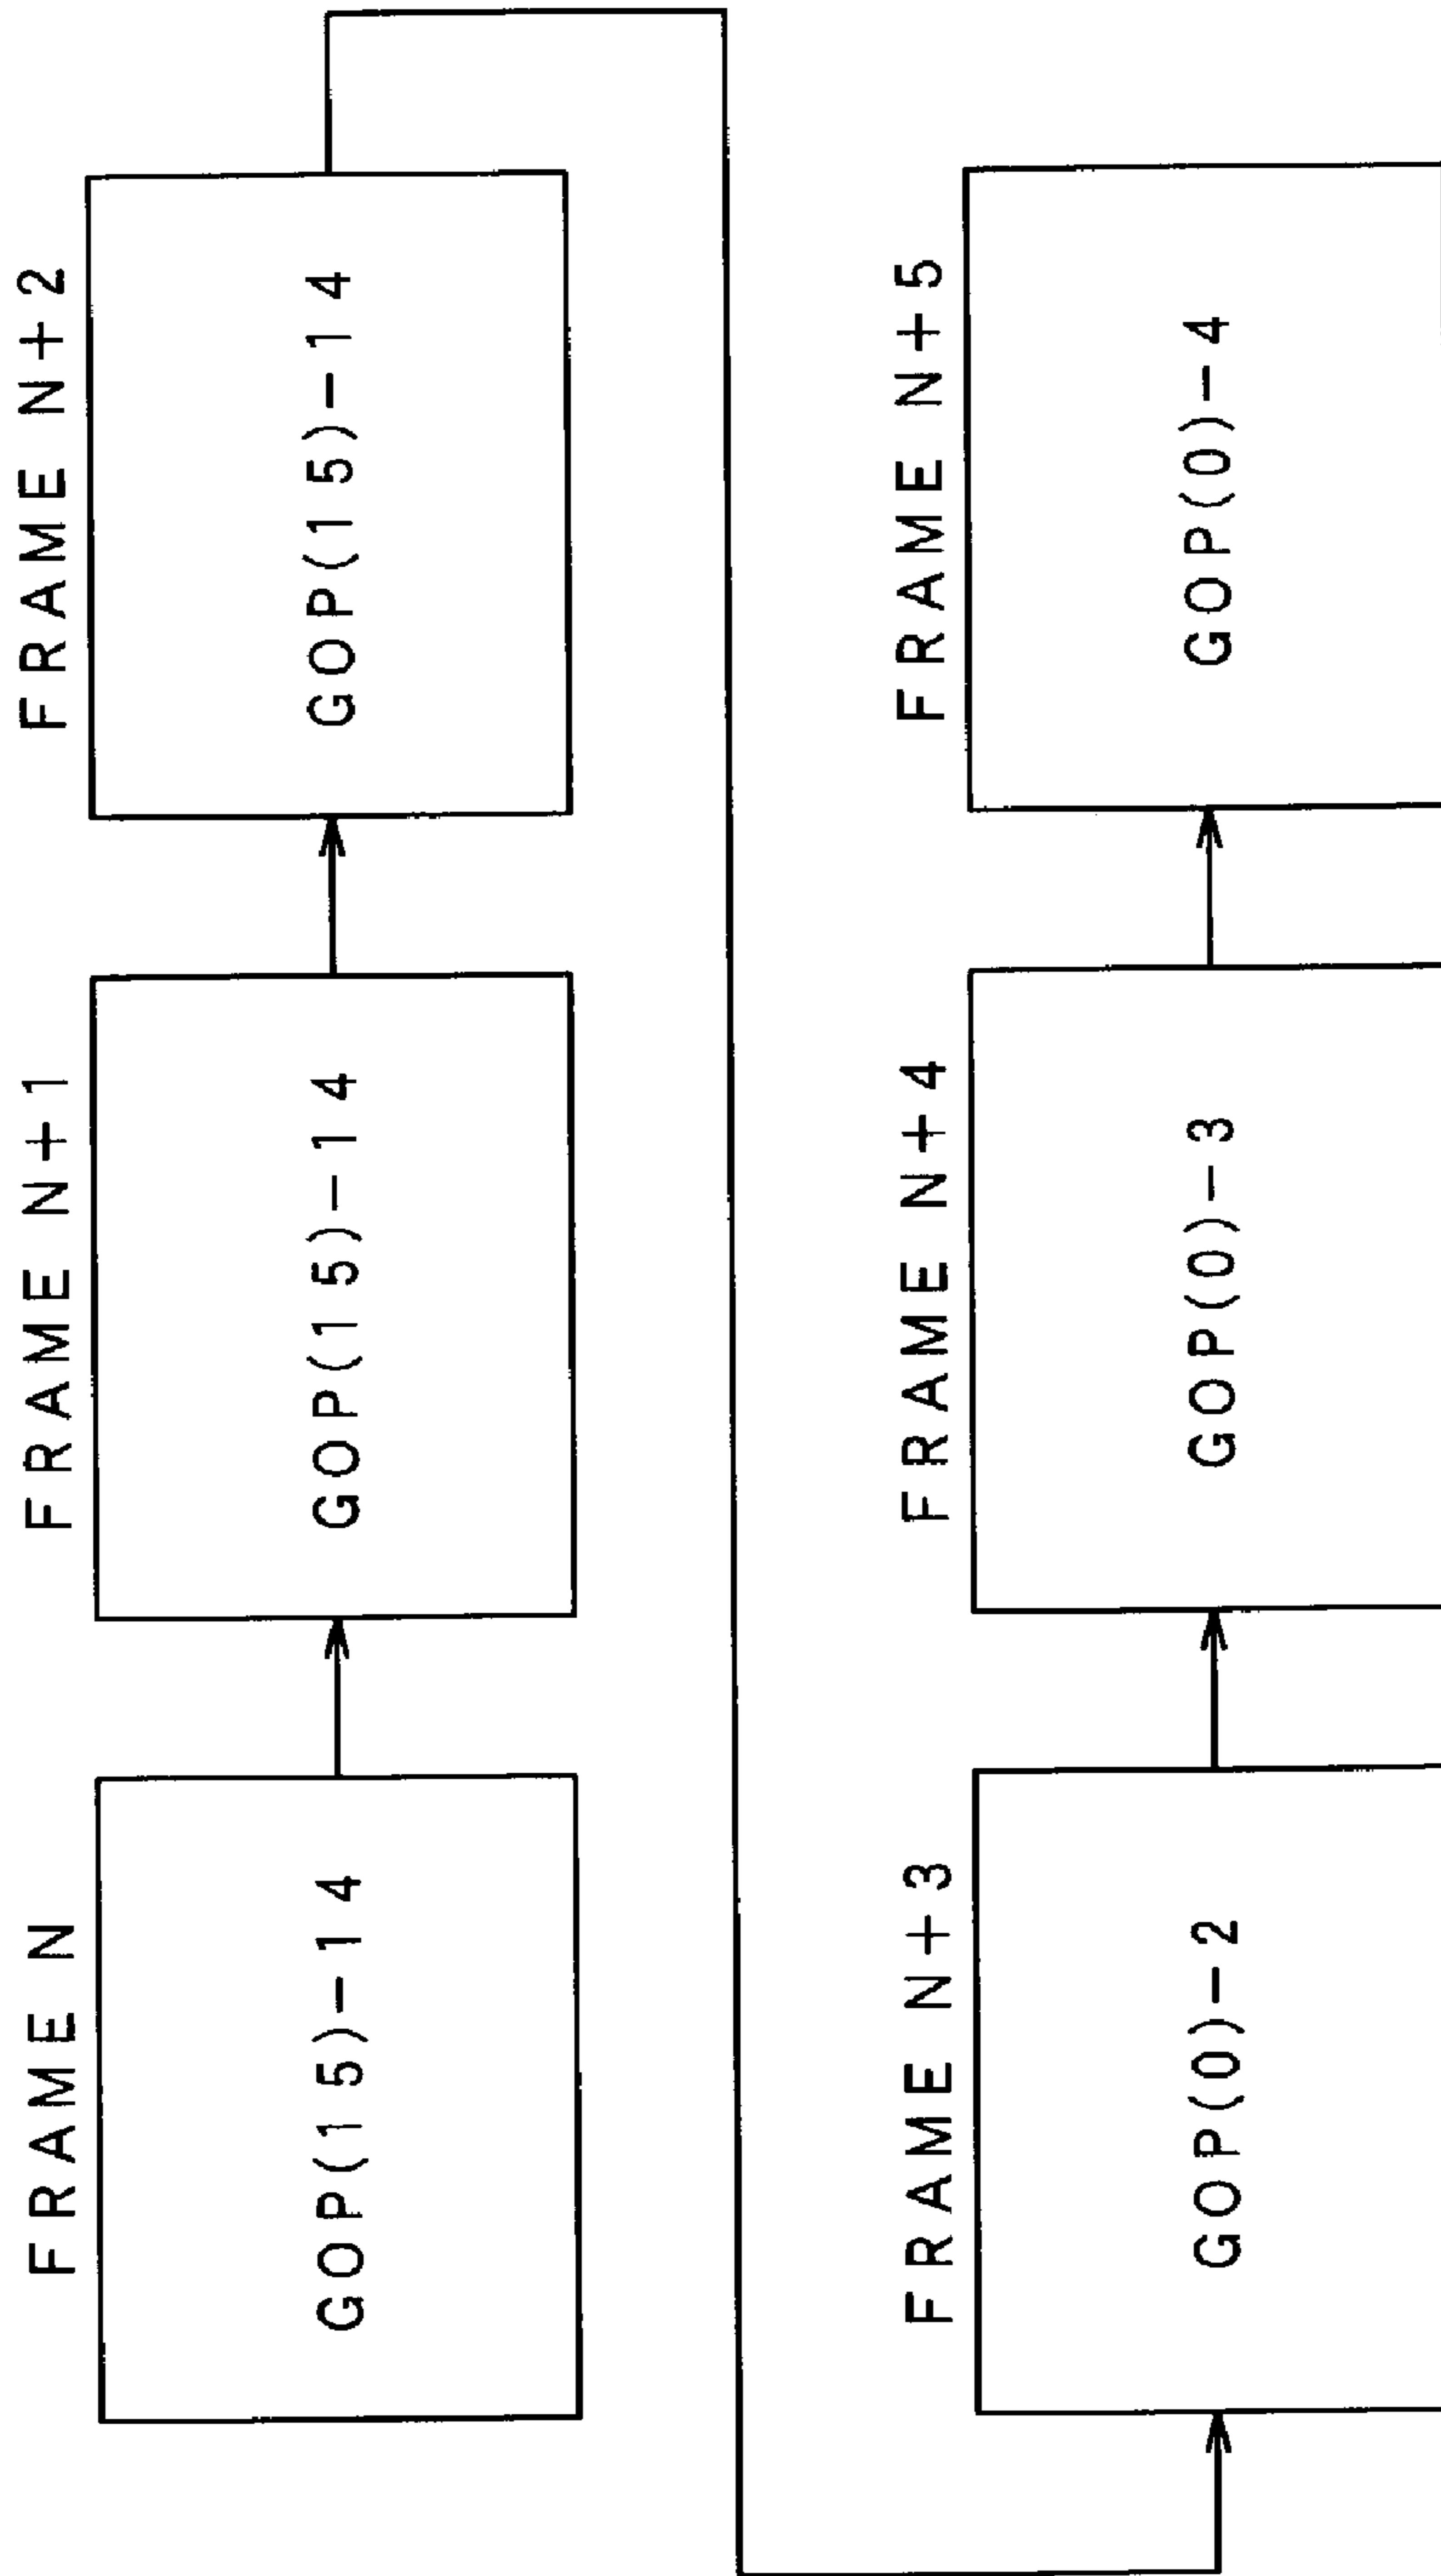 FRAME N
GOP(15)-14
FRAME N+1
GOP(15)-14
FRAME N+2
GOP(15)-14
FRAME N+3
GOP(0)-2
FRAME N+4
GOP(0)-3
FRAME N+5
GOP(0)-4